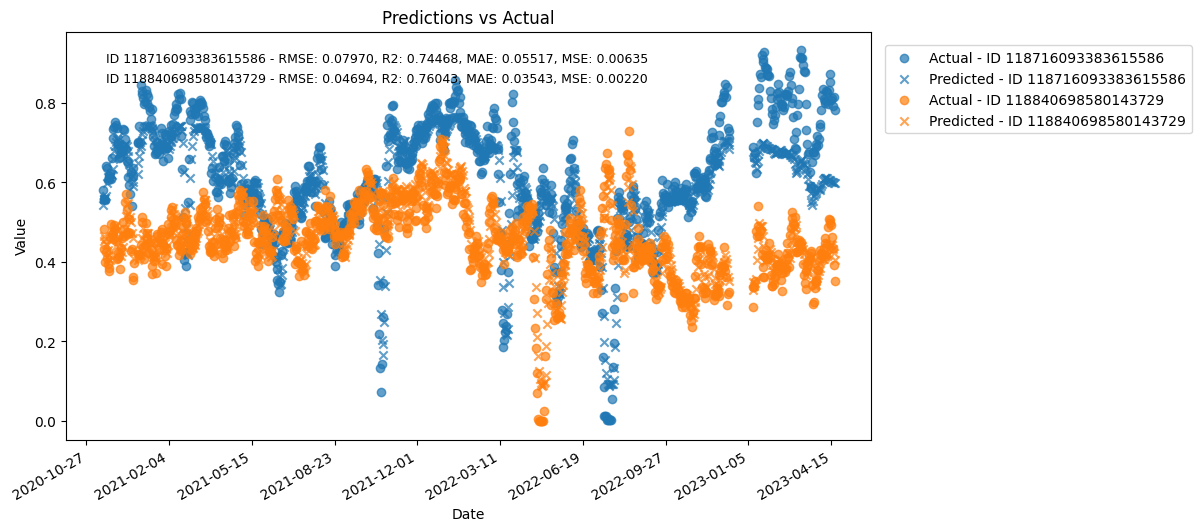 Predictions vs Actual
ID 118716093383615586 - RMSE: 0.07970, R2: 0.74468, MAE: 0.05517, MSE: 0.00635
ID 118840698580143729 - RMSE: 0.04694, R2: 0.76043, MAE: 0.03543, MSE: 0.00220
Actual - ID 118716093383615586
Predicted - ID 118716093383615586
Actual - ID 118840698580143729
Predicted - ID 118840698580143729
Value
0.8
0.6
0.4
0.2
0.0
2020-10-27
2021-02-04
2021-05-15
2021-08-23
2021-12-01
2022-03-11
2022-06-19
2022-09-27
2023-01-05
2023-04-15
Date